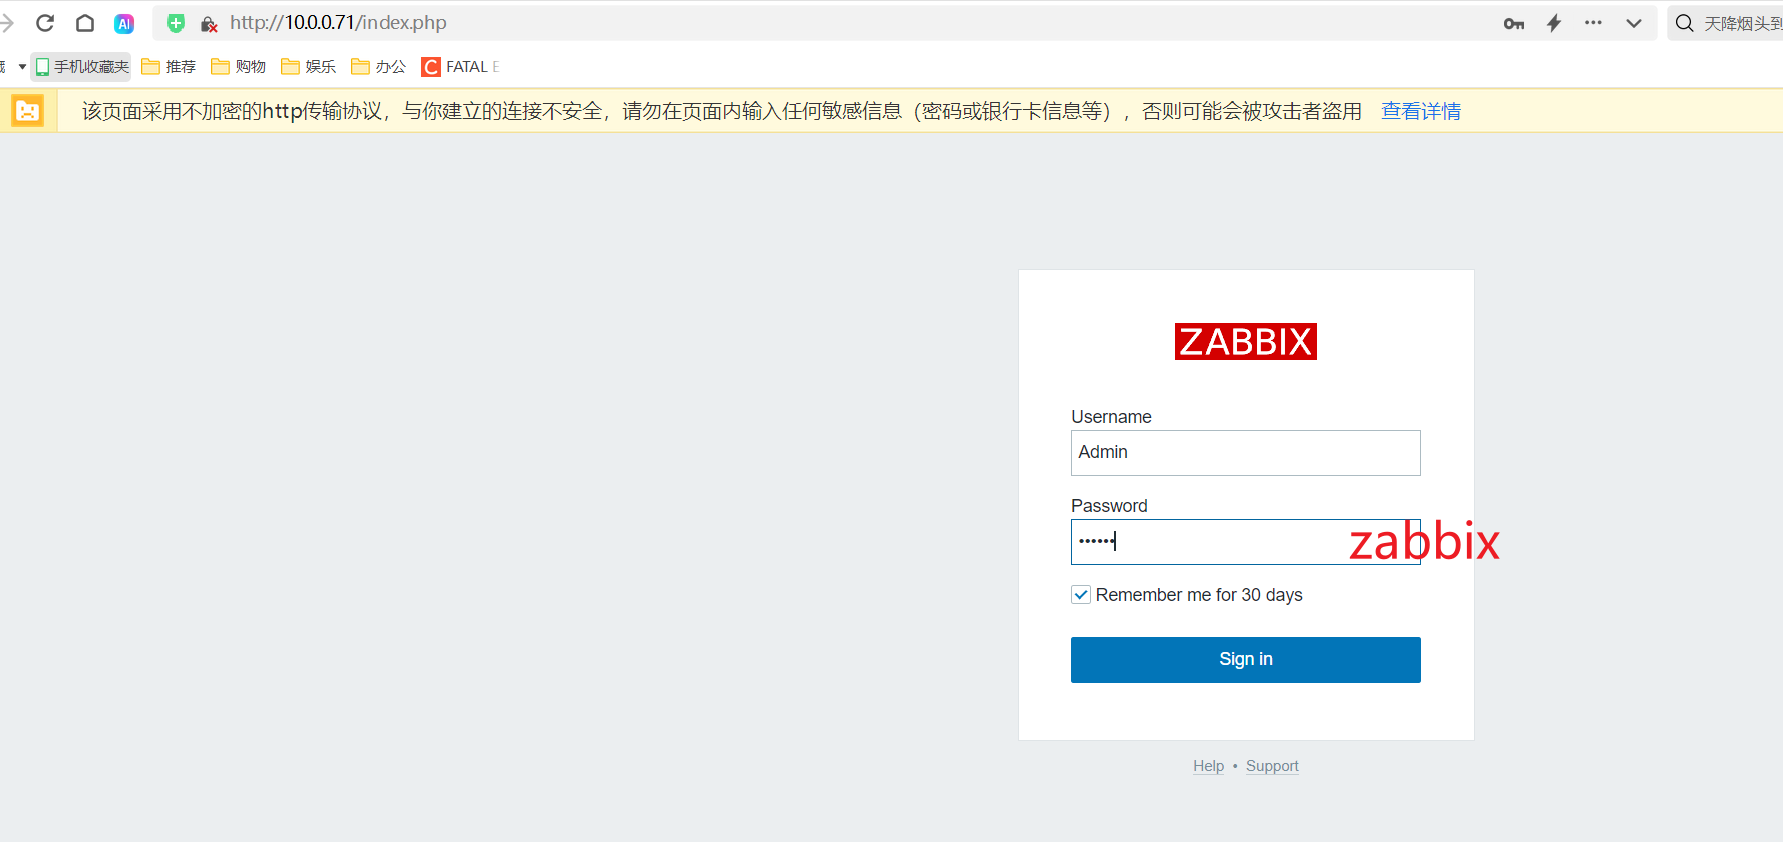 http://10.0.0.71/index.php
天降烟头到
藏
手机收藏夹
推荐
购物
娱乐
办公
FATAL E
该页面采用不加密的http传输协议，与你建立的连接不安全，请勿在页面内输入任何敏感信息（密码或银行卡信息等），否则可能会被攻击者盗用 查看详情
ZABBIX
Username
Admin
Password
••••••
zabbix
Remember me for 30 days
Sign in
Help • Support